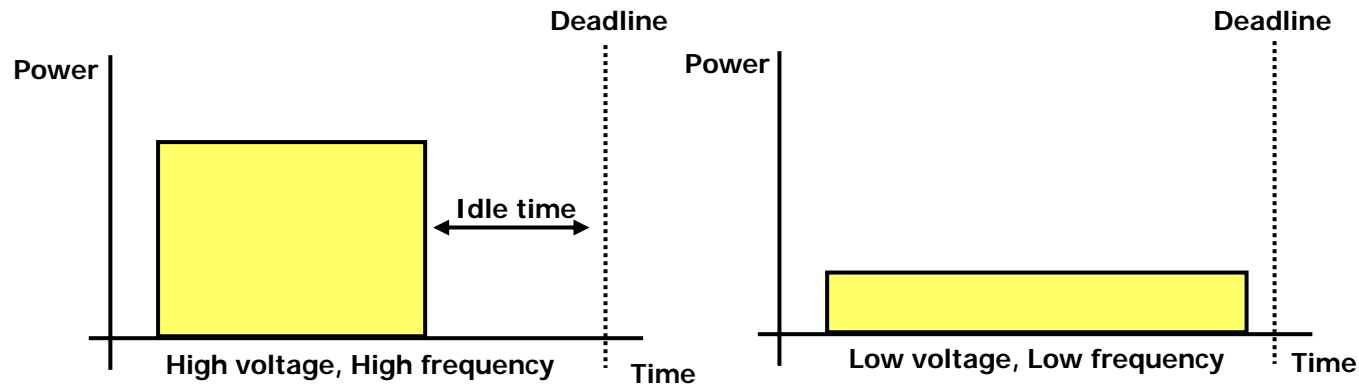 Deadline
Power
Idle time
High voltage, High frequency
Time
Deadline
Power
Low voltage, Low frequency
Time